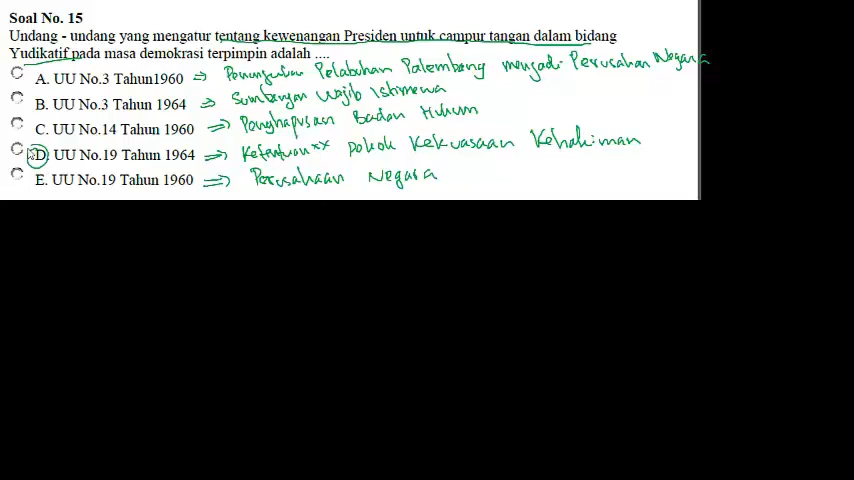 Soal No. 15
Undang - undang yang mengatur tentang kewenangan Presiden untuk campur tangan dalam bidang
Yudikatif pada masa demokrasi terpimpin adalah ....
A. UU No.3 Tahun1960 => Pelabuhan Palembang menjadi Perusahan Negara
B. UU No.3 Tahun 1964 => Sumbangan Wajib Istimewa
C. UU No.14 Tahun 1960 => Penghapusan Badan Hukum
D. UU No.19 Tahun 1964 => Ketentuan xx pokok Kekuasaan Kehakiman
E. UU No.19 Tahun 1960 => Perusahaan Negara